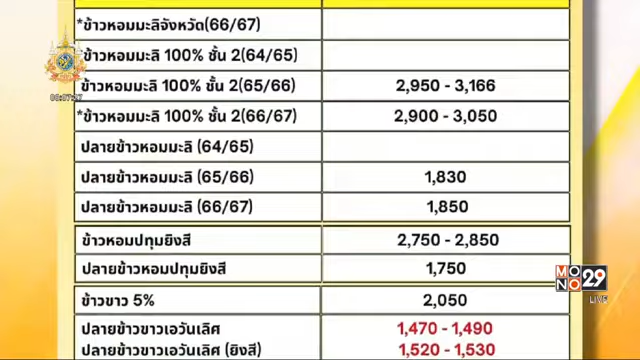 *ข้าวหอมมะลิจังหวัด(66/67)
ข้าวหอมมะลิ 100% ชั้น 2(64/65)
ข้าวหอมมะลิ 100% ชั้น 2(65/66) 2,950 - 3,166
*ข้าวหอมมะลิ 100% ชั้น 2(66/67) 2,900 - 3,050
ปลายข้าวหอมมะลิ (64/65)
ปลายข้าวหอมมะลิ (65/66) 1,830
ปลายข้าวหอมมะลิ (66/67) 1,850
ข้าวหอมปทุมยิงสี 2,750 - 2,850
ปลายข้าวหอมปทุมยิงสี 1,750
ข้าวขาว 5% 2,050
ปลายข้าวขาวเอวันเลิศ 1,470 - 1,490
ปลายข้าวขาวเอวันเลิศ (ยิงสี) 1,520 - 1,530
MONO 29
LIVE